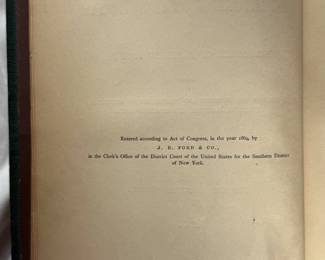 Entered according to Act of Congress, in the year 1869, by
J. B. FORD & CO.,
in the Clerk's Office of the District Court of the United States for the Southern District
of New York.